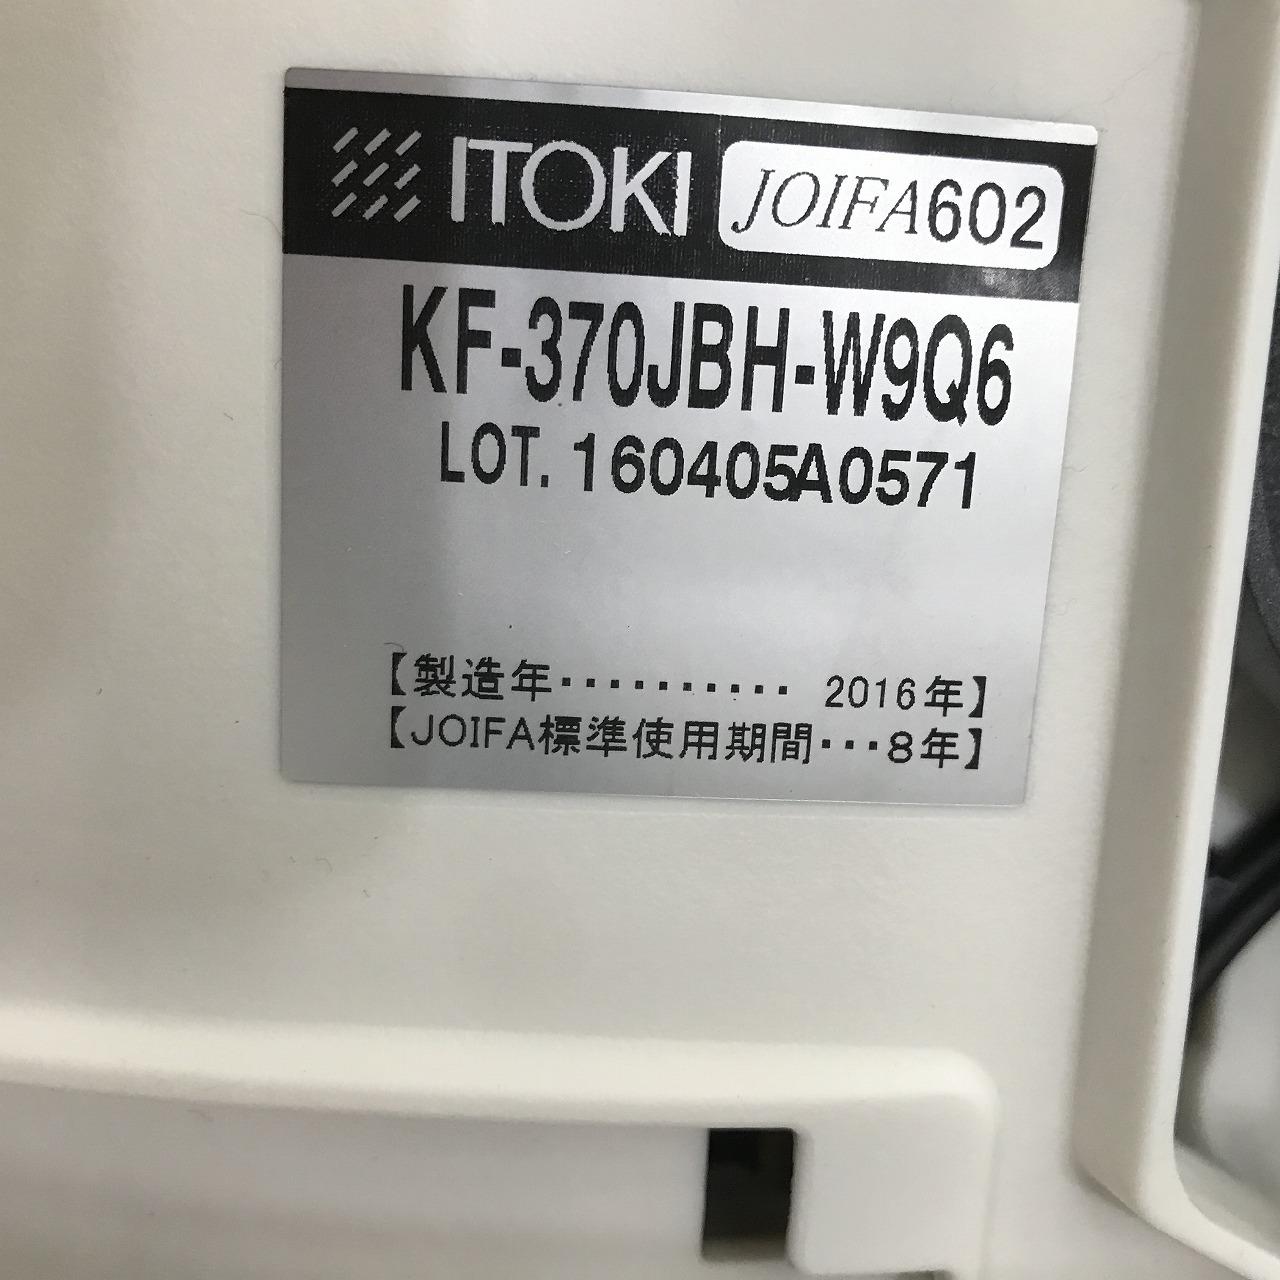 ITOKI JOIFA602
KF-370JBH-W9Q6
LOT. 160405A0571
【製造年・・・・・・・・・・ 2016年】
【JOIFA標準使用期間・・・8年】